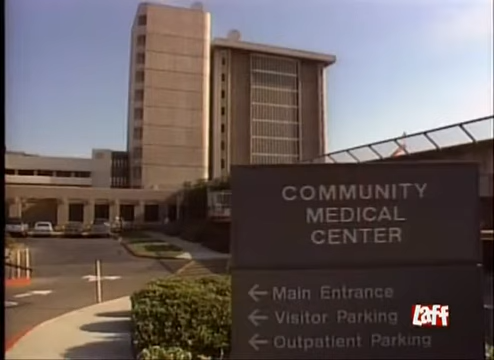 COMMUNITY
MEDICAL
CENTER
← Main Entrance
← Visitor Parking
← Outpatient Parking
Laff